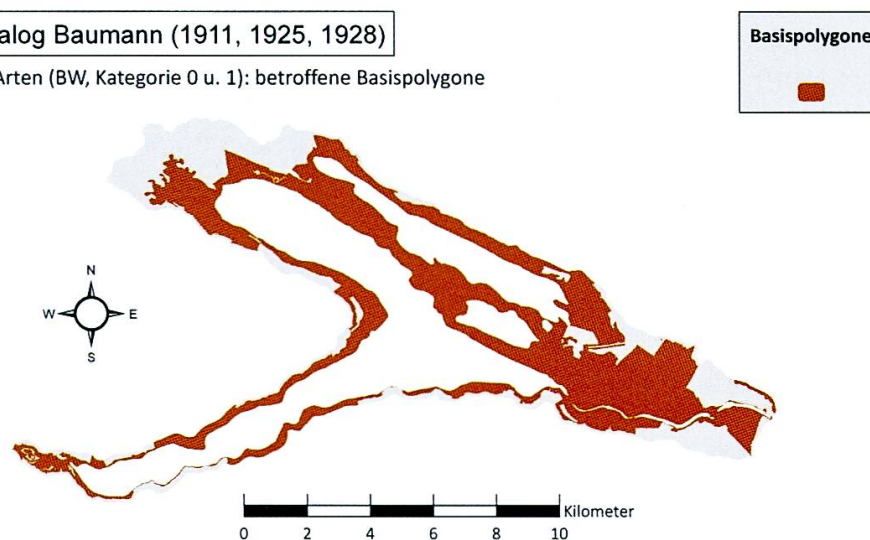 alog Baumann (1911, 1925, 1928)
Arten (BW, Kategorie 0 u. 1): betroffene Basispolygone
Basispolygone
N
W E
S
Kilometer
0 2 4 6 8 10